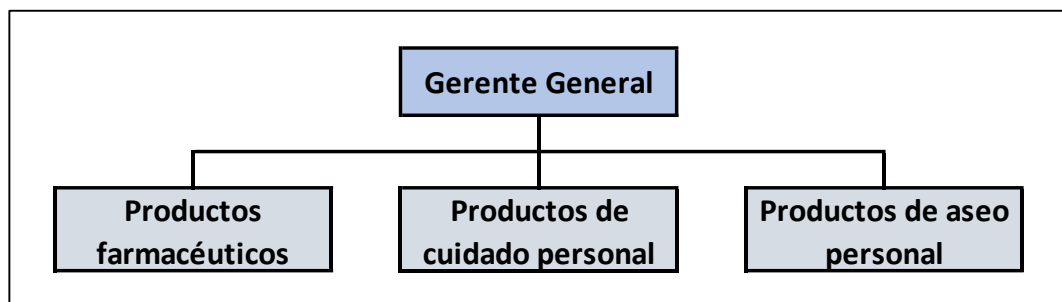 Gerente General
Productos
farmacéuticos
Productos de
cuidado personal
Productos de aseo
personal